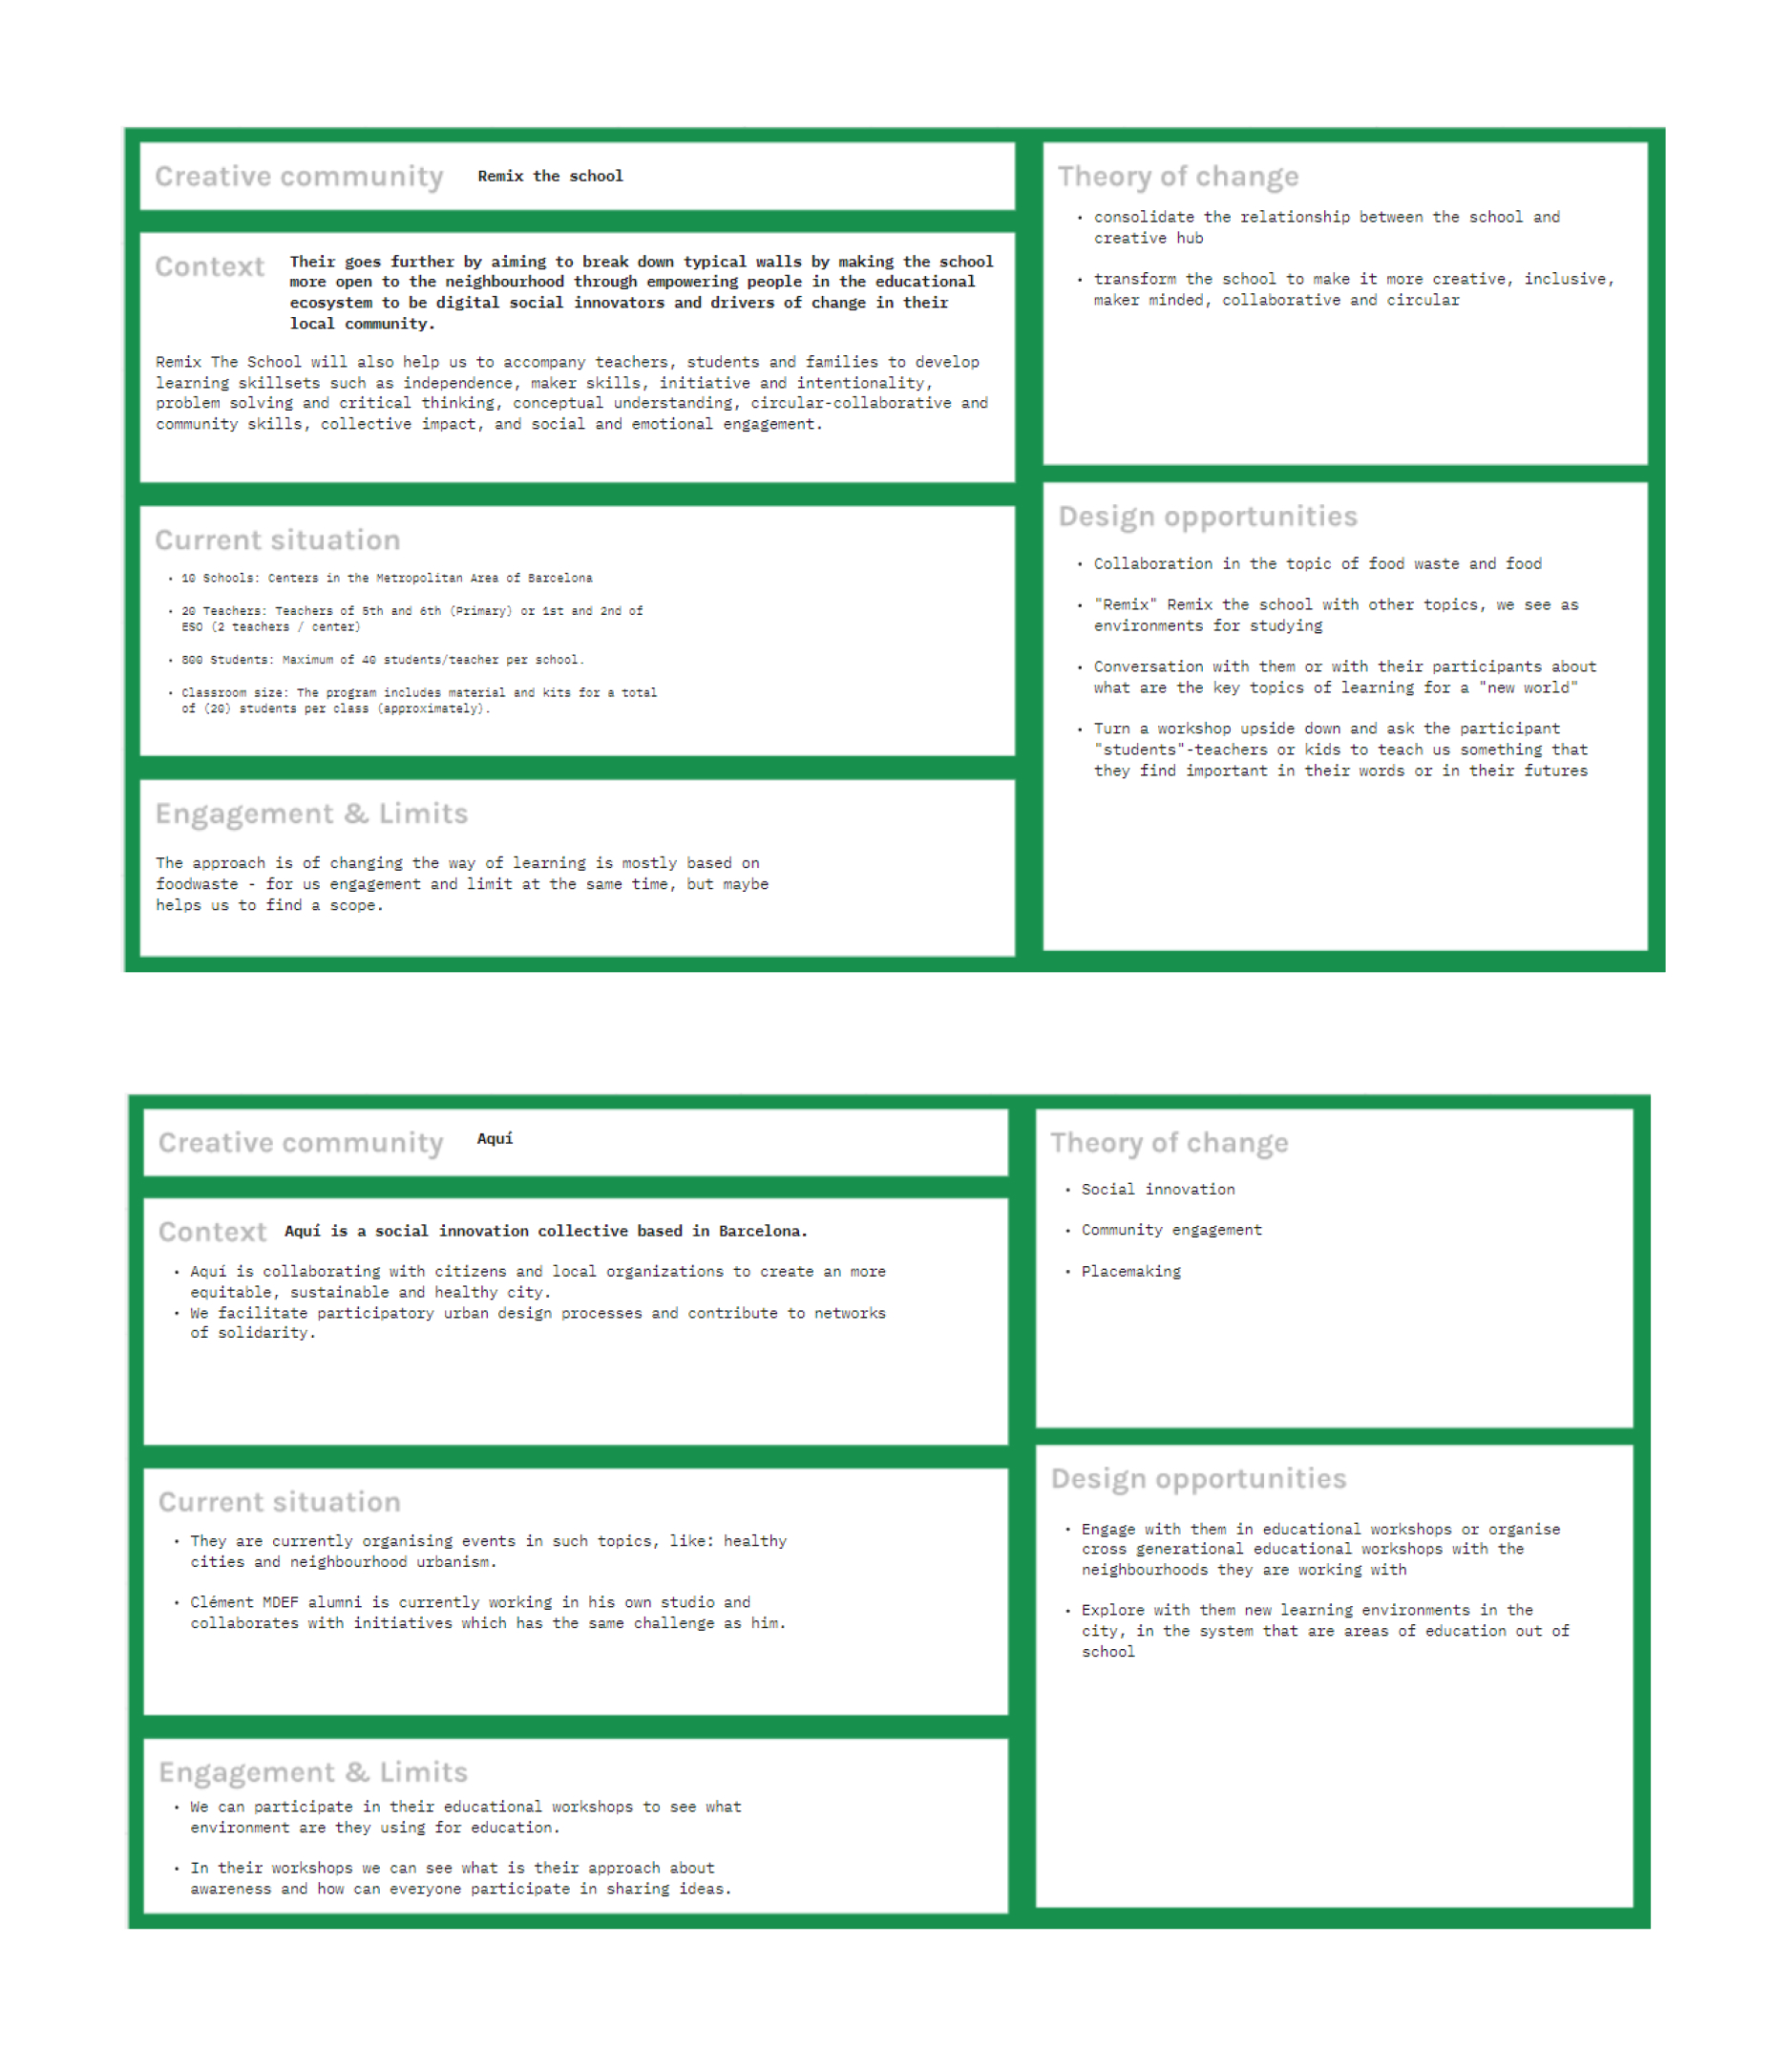 Creative community Remix the school
Context Their goes further by aiming to break down typical walls by making the school
more open to the neighbourhood through empowering people in the educational
ecosystem to be digital social innovators and drivers of change in their
local community.
Remix The School will also help us to accompany teachers, students and families to develop
learning skillsets such as independence, maker skills, initiative and intentionality,
problem solving and critical thinking, conceptual understanding, circular-collaborative and
community skills, collective impact, and social and emotional engagement.
Current situation
• 10 Schools: Centers in the Metropolitan Area of Barcelona
• 20 Teachers: Teachers of 5th and 6th (Primary) or 1st and 2nd of
ESO (2 teachers / center)
• 800 Students: Maximum of 40 students/teacher per school.
• Classroom size: The program includes material and kits for a total
of (20) students per class (approximately).
Engagement & Limits
The approach is of changing the way of learning is mostly based on
foodwaste - for us engagement and limit at the same time, but maybe
helps us to find a scope.
Theory of change
• consolidate the relationship between the school and
creative hub
• transform the school to make it more creative, inclusive,
maker minded, collaborative and circular
Design opportunities
• Collaboration in the topic of food waste and food
• "Remix" Remix the school with other topics, we see as
environments for studying
• Conversation with them or with their participants about
what are the key topics of learning for a "new world"
• Turn a workshop upside down and ask the participant
"students"-teachers or kids to teach us something that
they find important in their words or in their futures
Creative community Aquí
Context Aquí is a social innovation collective based in Barcelona.
• Aquí is collaborating with citizens and local organizations to create an more
equitable, sustainable and healthy city.
• We facilitate participatory urban design processes and contribute to networks
of solidarity.
Current situation
• They are currently organising events in such topics, like: healthy
cities and neighbourhood urbanism.
• Clément MDEF alumni is currently working in his own studio and
collaborates with initiatives which has the same challenge as him.
Engagement & Limits
• We can participate in their educational workshops to see what
environment are they using for education.
• In their workshops we can see what is their approach about
awareness and how can everyone participate in sharing ideas.
Theory of change
• Social innovation
• Community engagement
• Placemaking
Design opportunities
• Engage with them in educational workshops or organise
cross generational educational workshops with the
neighbourhoods they are working with
• Explore with them new learning environments in the
city, in the system that are areas of education out of
school